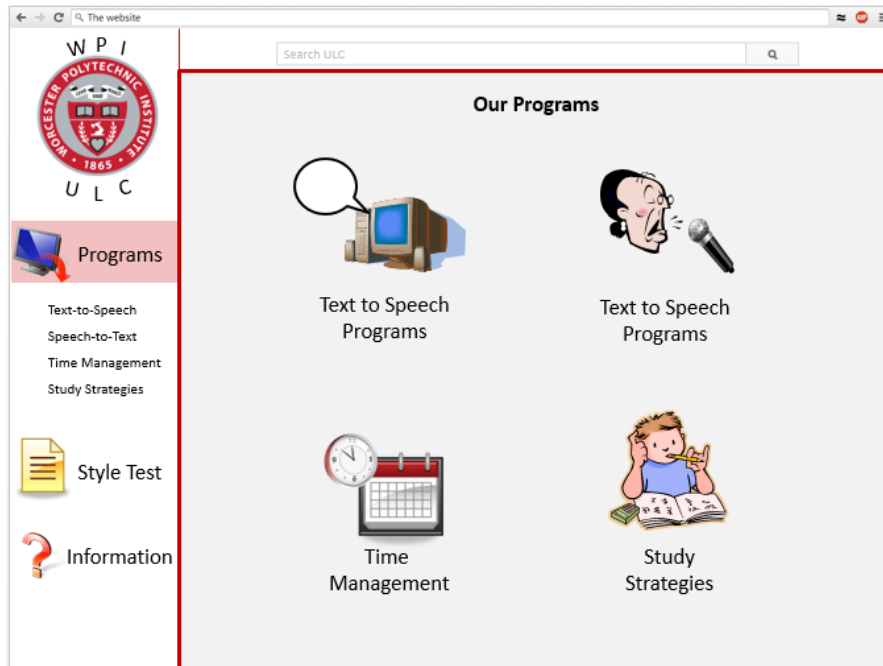 The website
W P I
WORCESTER POLYTECHNIC INSTITUTE
1865
U L C
Search ULC
Our Programs
Programs
Text-to-Speech
Speech-to-Text
Time Management
Study Strategies
Style Test
Information
Text to Speech
Programs
Text to Speech
Programs
Time
Management
Study
Strategies